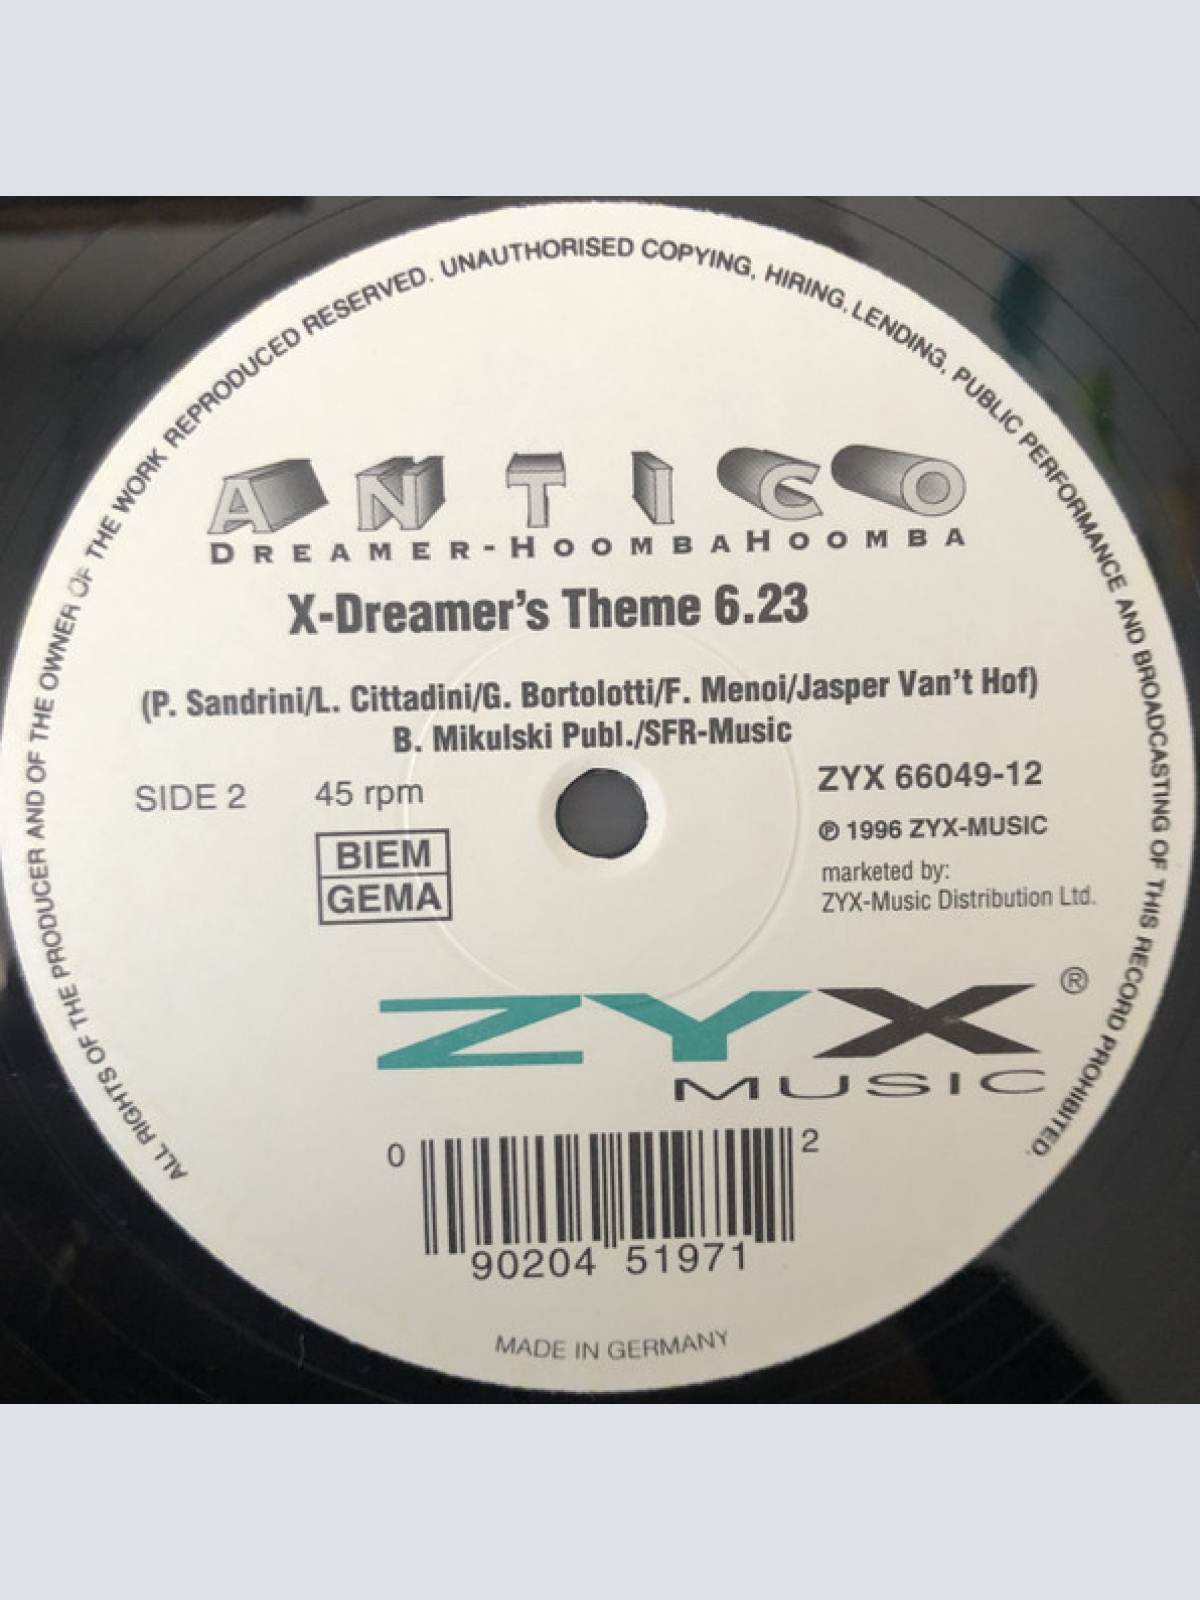 ALL RIGHTS OF THE PRODUCER AND OF THE OWNER OF THE WORK REPRODUCED RESERVED. UNAUTHORISED COPYING, HIRING, LENDING, PUBLIC PERFORMANCE AND BROADCASTING OF THIS RECORD PROHIBITED.
ANTICO
DREAMER-HOOMBAHOOMBA
X-Dreamer's Theme 6.23
(P. Sandrini/L. Cittadini/G. Bortolotti/F. Menoi/Jasper Van't Hof)
B. Mikulski Publ./SFR-Music
SIDE 2
45 rpm
BIEM
GEMA
ZYX 66049-12
℗ 1996 ZYX-MUSIC
marketed by:
ZYX-Music Distribution Ltd.
ZYX ®
MUSIC
0 90204 51971 2
MADE IN GERMANY